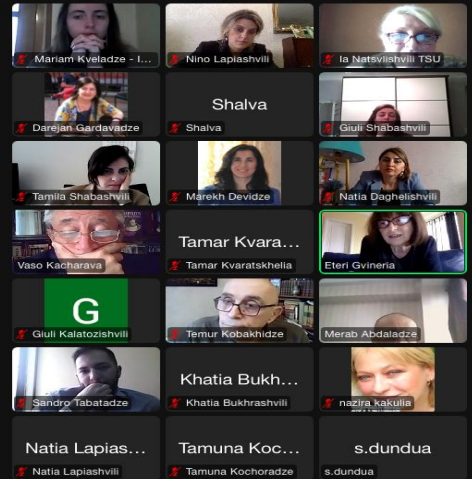 Mariam Kveladze - I...
Nino Lapiashvili
Ia Natsvlishvili TSU
Darejan Gardavadze
Shalva
Shalva
Giuli Shabashvili
Tamila Shabashvili
Marekh Devidze
Natia Daghelishvili
Vaso Kacharava
Tamar Kvara...
Tamar Kvaratskhelia
Eteri Gvineria
G
Giuli Kalatozishvili
Temur Kobakhidze
Merab Abdaladze
Sandro Tabatadze
Khatia Bukh...
Khatia Bukhrashvili
nazira kakulia
Natia Lapias...
Natia Lapiashvili
Tamuna Koc...
Tamuna Kochoradze
s.dundua
s.dundua